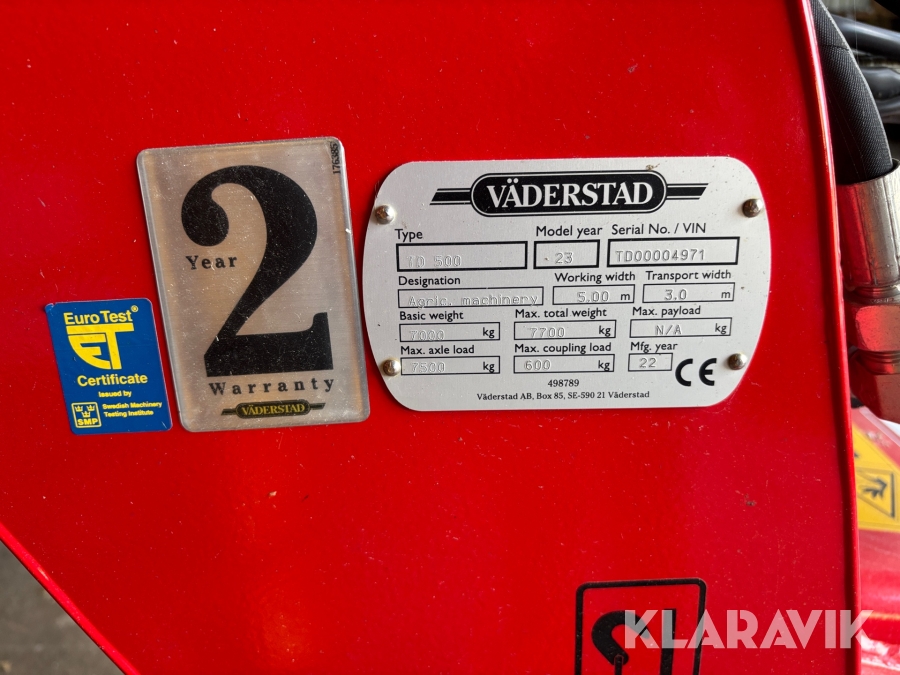 VÄDERSTAD
Type Model year Serial No. / VIN
TD 500 23 TD00004971
Designation Working width Transport width
Agric. machinery 5.00 m 3.0 m
Basic weight Max. total weight Max. payload
7000 kg 7700 kg N/A kg
Max. axle load Max. coupling load Mfg. year
7500 kg 600 kg 22 CE
498789
Väderstad AB, Box 85, SE-590 21 Väderstad
176385
2
Year
Warranty
VÄDERSTAD
Euro Test®
ET
Certificate
Issued by
SMP Swedish Machinery
Testing Institute
KLARAVIK